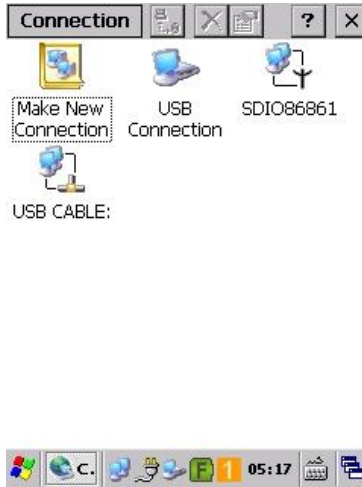 Connection ? X
Make New USB SDIO86861
Connection Connection
USB CABLE:
C. F 1 05:17